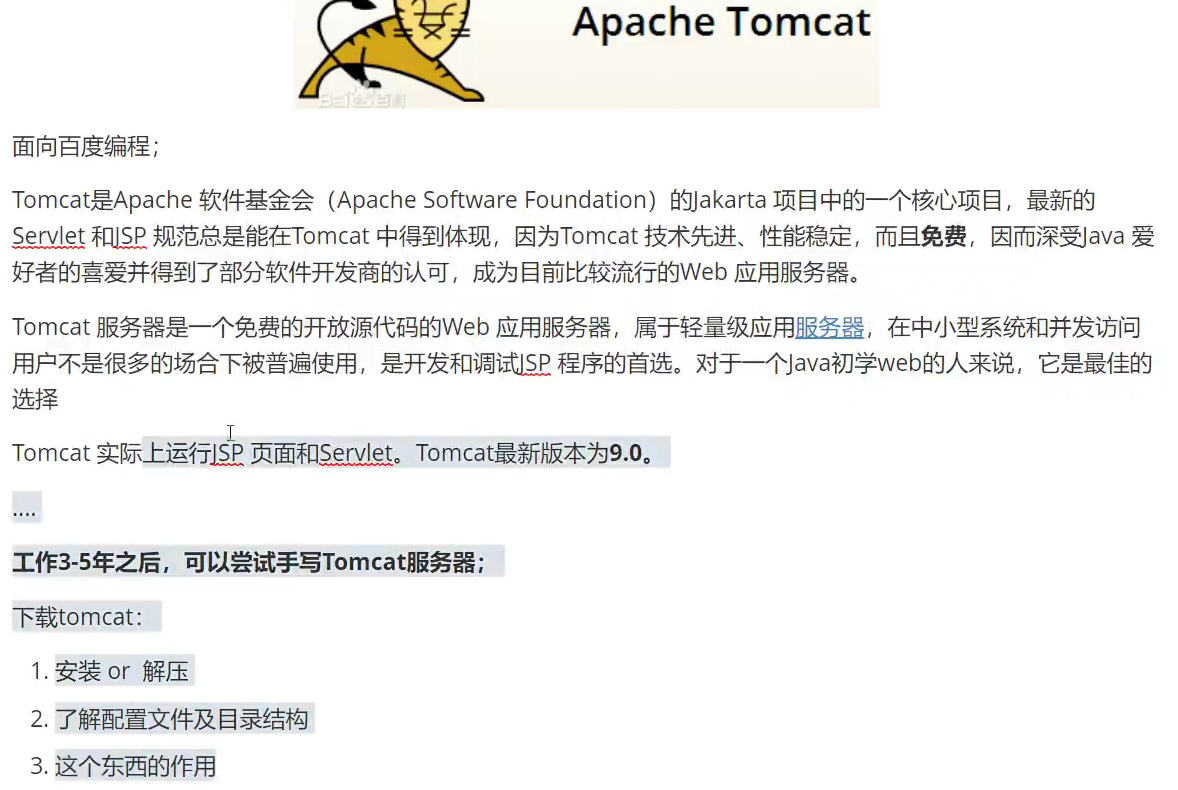 Apache Tomcat
面向百度编程；
Tomcat是Apache 软件基金会（Apache Software Foundation）的Jakarta 项目中的一个核心项目，最新的
Servlet 和JSP 规范总是能在Tomcat 中得到体现，因为Tomcat 技术先进、性能稳定，而且免费，因而深受Java 爱
好者的喜爱并得到了部分软件开发商的认可，成为目前比较流行的Web 应用服务器。
Tomcat 服务器是一个免费的开放源代码的Web 应用服务器，属于轻量级应用服务器，在中小型系统和并发访问
用户不是很多的场合下被普遍使用，是开发和调试JSP 程序的首选。对于一个Java初学web的人来说，它是最佳的
选择
Tomcat 实际上运行JSP 页面和Servlet。Tomcat最新版本为9.0。
....
工作3-5年之后，可以尝试手写Tomcat服务器；
下载tomcat：
1. 安装 or  解压
2. 了解配置文件及目录结构
3. 这个东西的作用